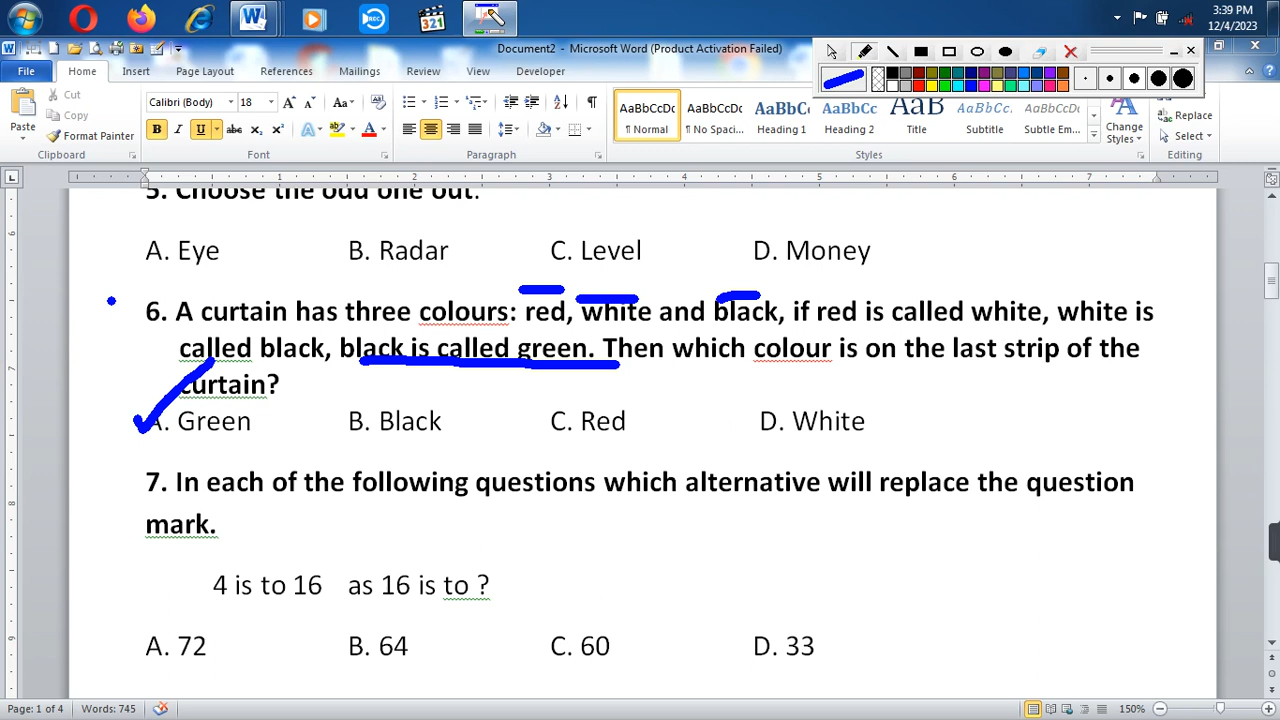 3:39 PM
12/4/2023
REC
321
Document2 - Microsoft Word (Product Activation Failed)
File Home Insert Page Layout References Mailings Review View Developer
Cut
Copy
Format Painter
Paste
Clipboard
Calibri (Body) 18
Font
Paragraph
AaBbCcDc AaBbCcDc AaBbC AaBbCc AaB AaBbCc. AaBbCcDc
¶ Normal ¶ No Spaci... Heading 1 Heading 2 Title Subtitle Subtle Em...
Styles
Change Styles
Replace
Select
Editing
5. Choose the odd one out.
A. Eye B. Radar C. Level D. Money
6. A curtain has three colours: red, white and black, if red is called white, white is
called black, black is called green. Then which colour is on the last strip of the
curtain?
A. Green B. Black C. Red D. White
7. In each of the following questions which alternative will replace the question
mark.
4 is to 16 as 16 is to ?
A. 72 B. 64 C. 60 D. 33
Page: 1 of 4 Words: 745 150%